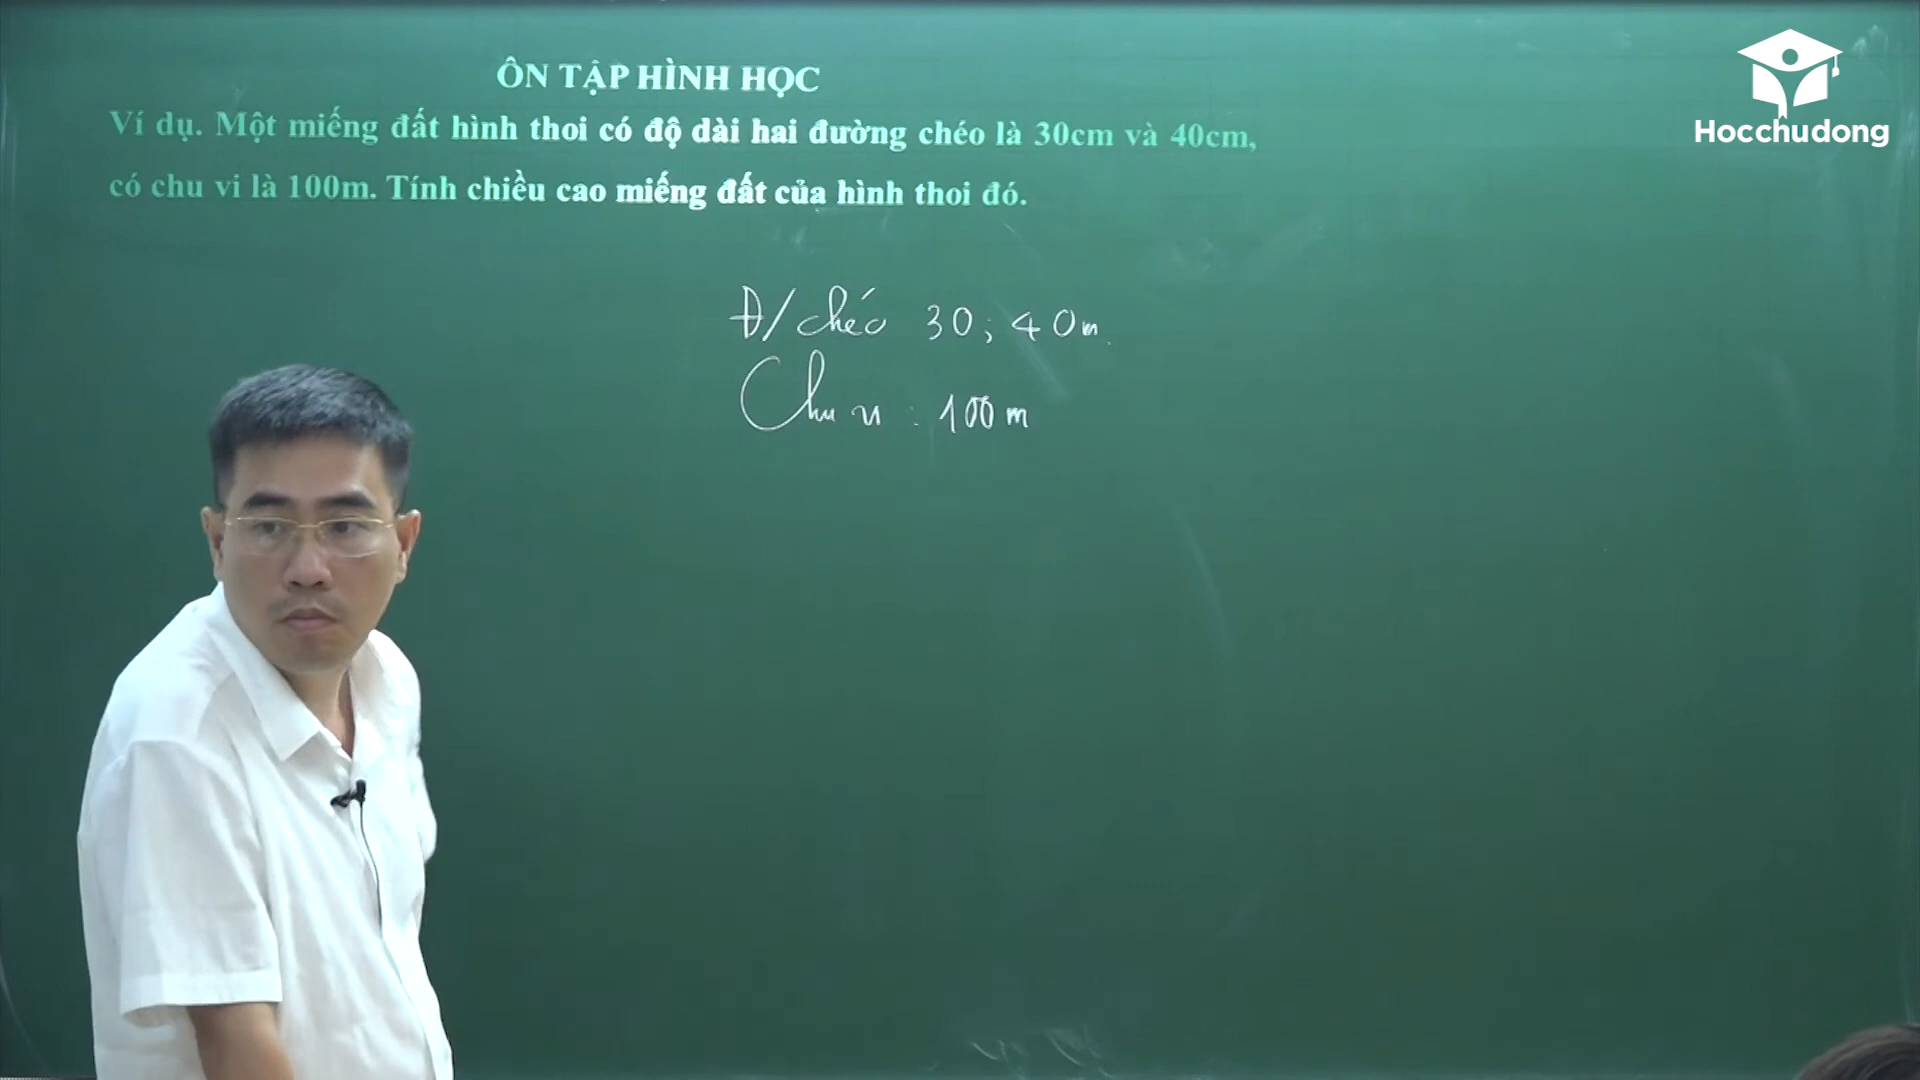 ÔN TẬP HÌNH HỌC
Hocchudong
Ví dụ. Một miếng đất hình thoi có độ dài hai đường chéo là 30cm và 40cm,
có chu vi là 100m. Tính chiều cao miếng đất của hình thoi đó.
Đ/chéo 30; 40m
Chu vi : 100m